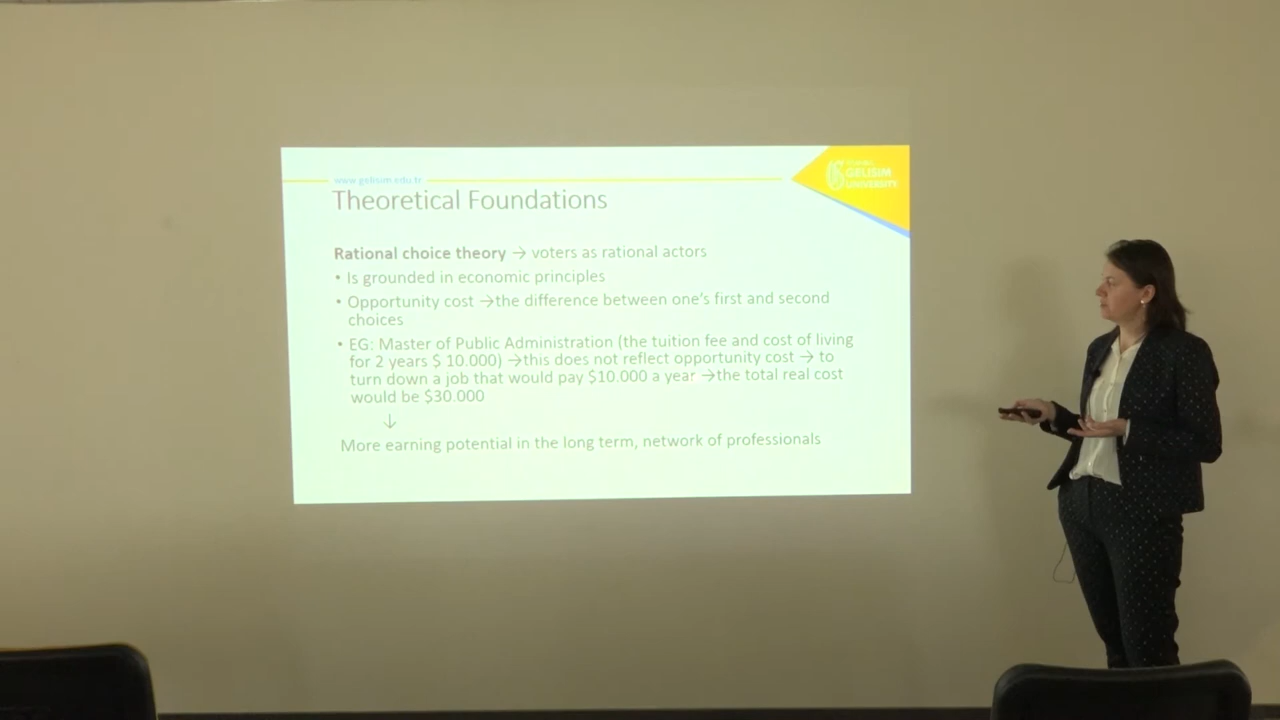 www.gelisim.edu.tr
GELISIM
UNIVERSITY
Theoretical Foundations
Rational choice theory → voters as rational actors
• Is grounded in economic principles
• Opportunity cost →the difference between one's first and second
choices
• EG: Master of Public Administration (the tuition fee and cost of living
for 2 years $ 10.000) →this does not reflect opportunity cost → to
turn down a job that would pay $10.000 a year →the total real cost
would be $30.000
↓
More earning potential in the long term, network of professionals